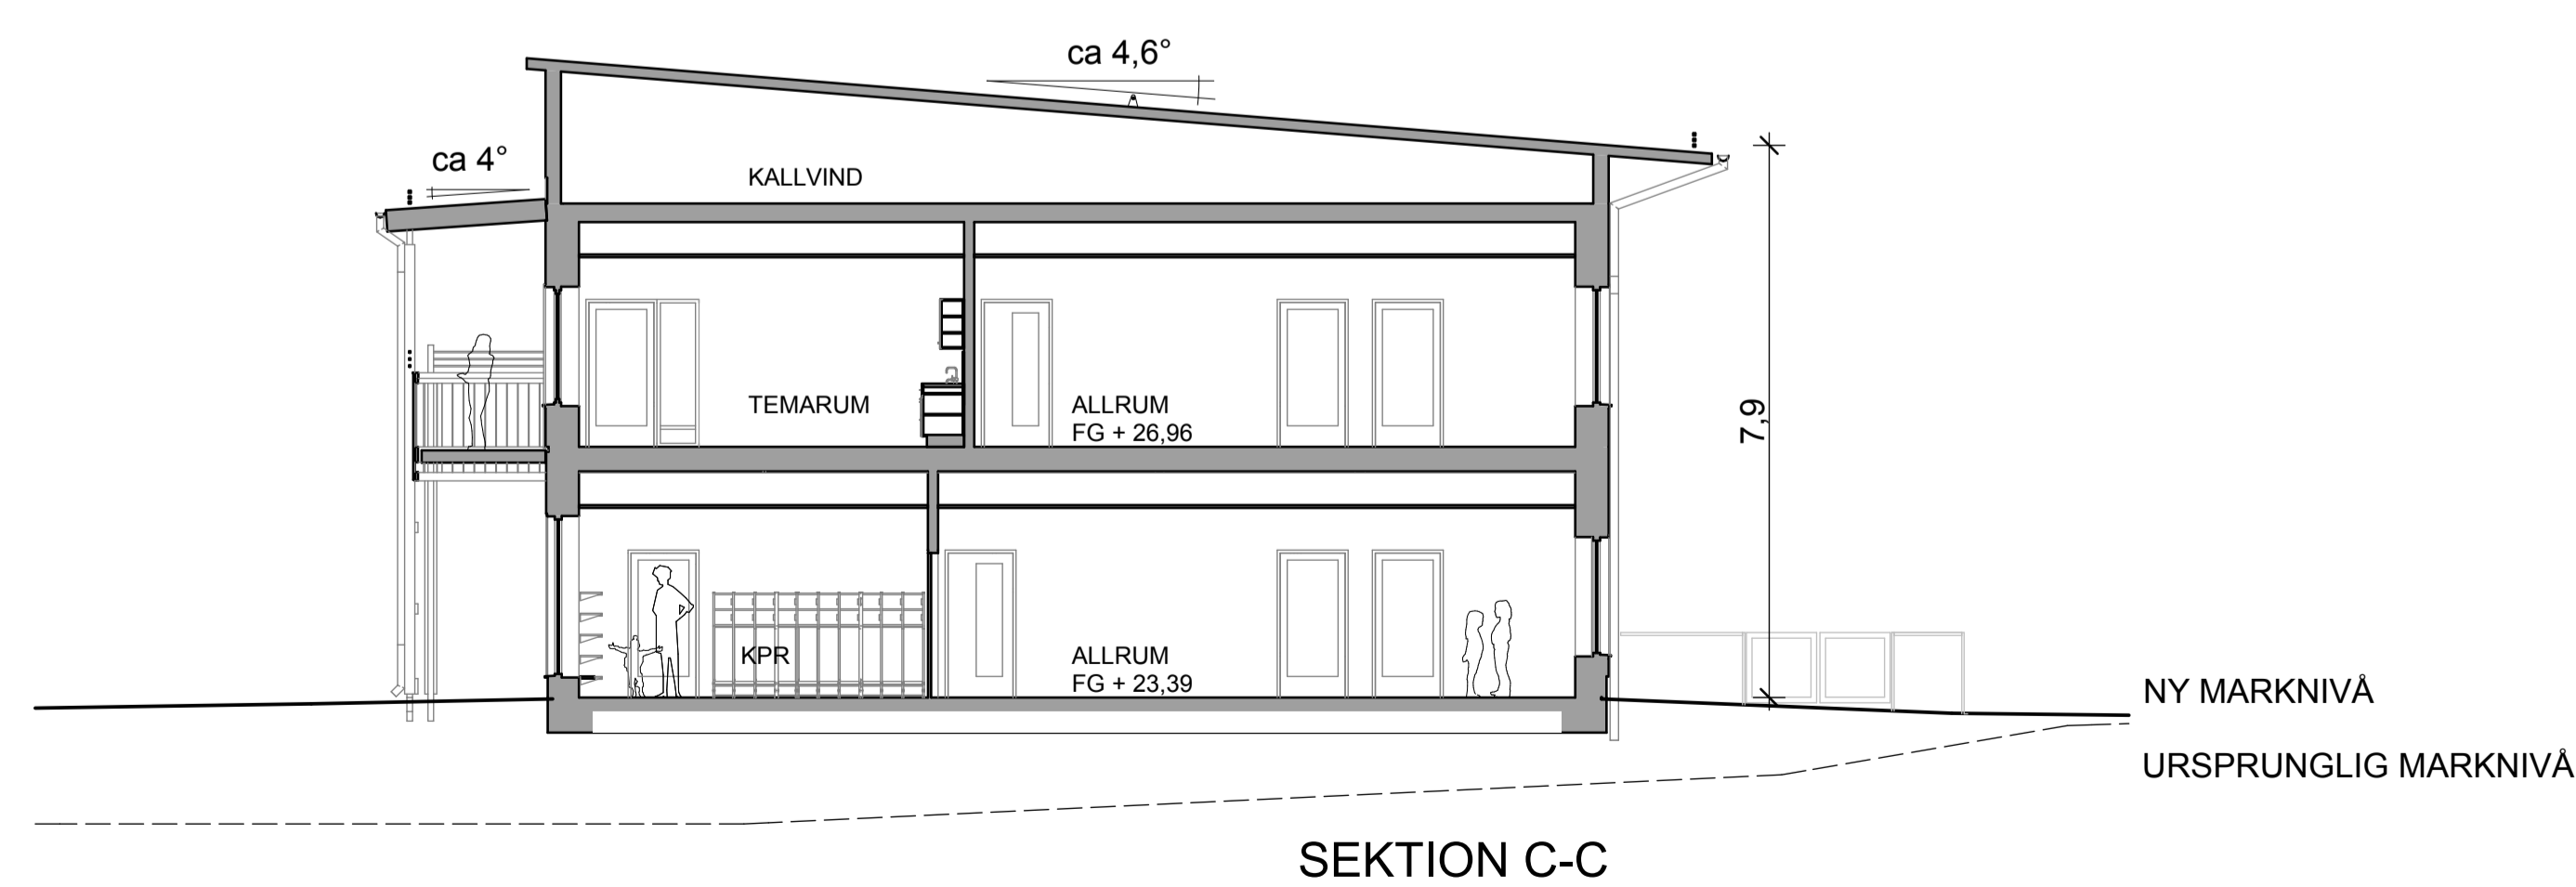 ca 4,6°
ca 4°
KALLVIND
7,9
TEMARUM
ALLRUM
FG + 26,96
KPR
ALLRUM
FG + 23,39
NY MARKNIVÅ
URSPRUNGLIG MARKNIVÅ
SEKTION C-C